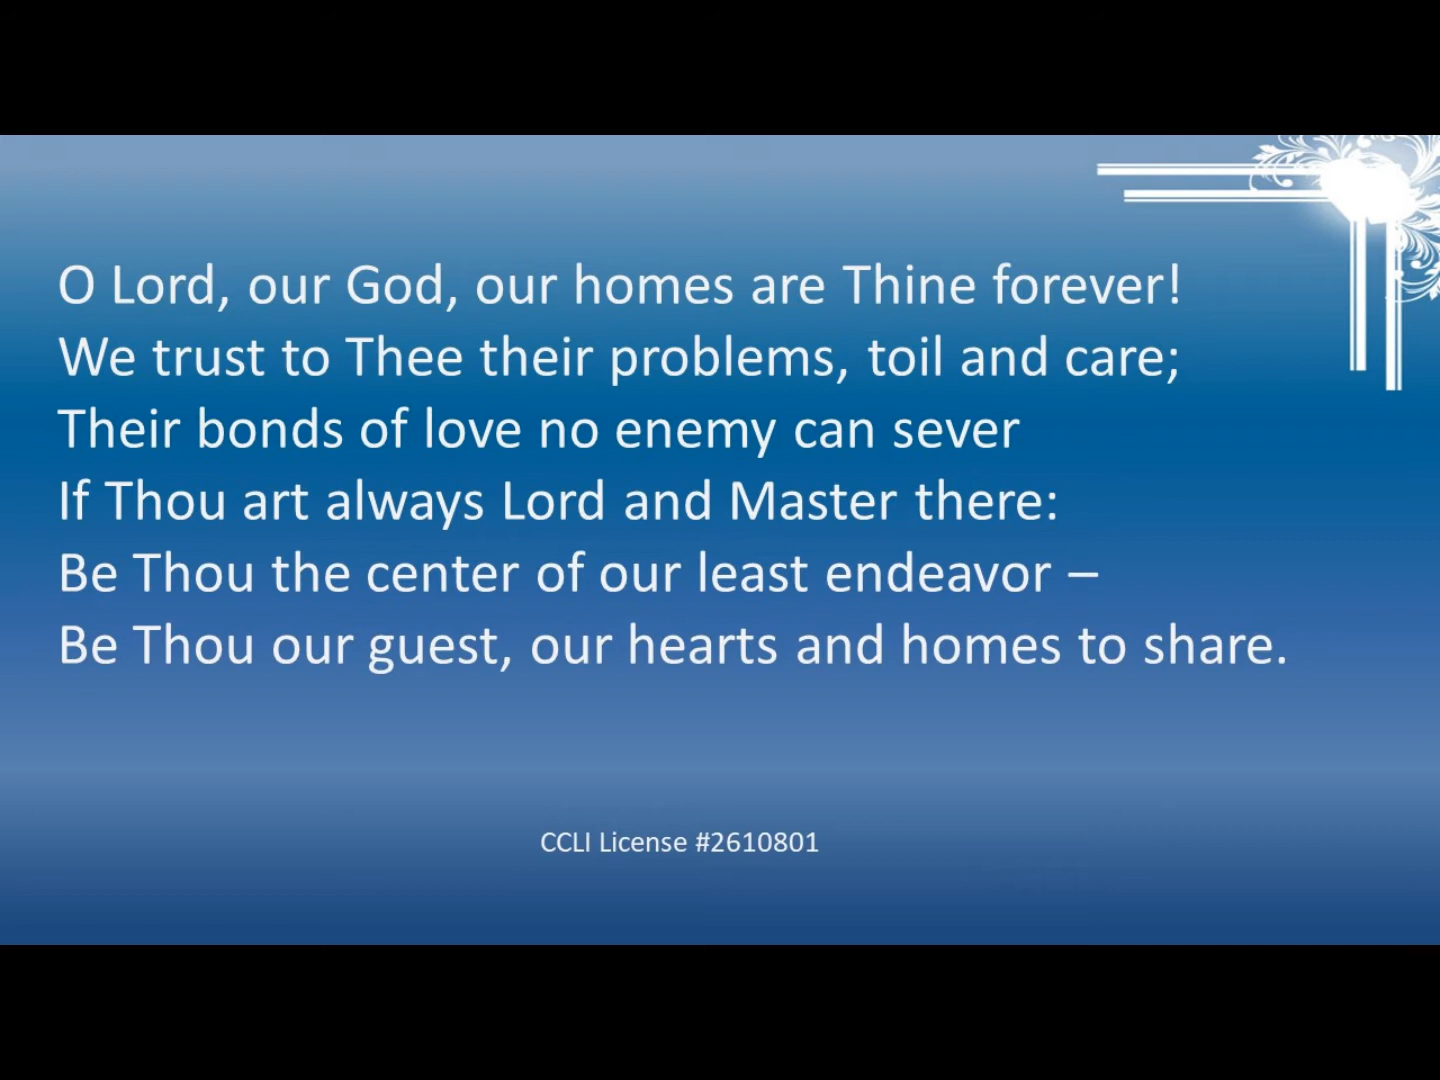 O Lord, our God, our homes are Thine forever!
We trust to Thee their problems, toil and care;
Their bonds of love no enemy can sever
If Thou art always Lord and Master there:
Be Thou the center of our least endeavor –
Be Thou our guest, our hearts and homes to share.
CCLI License #2610801